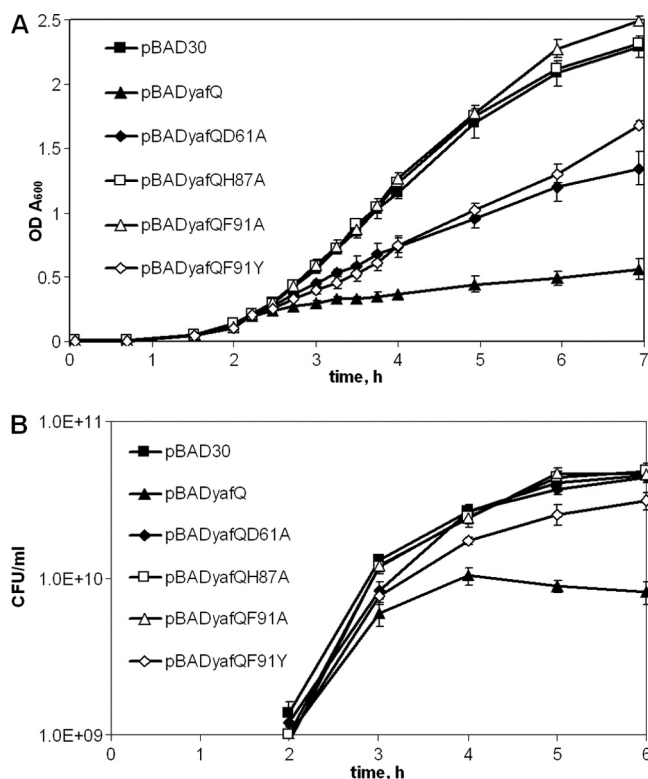 A
2.5
2
1.5
1
0.5
0
OD A600
pBAD30
pBADyafQ
pBADyafQD61A
pBADyafQH87A
pBADyafQF91A
pBADyafQF91Y
0 1 2 3 4 5 6 7
time, h
B
1.0E+11
1.0E+10
1.0E+09
CFU/ml
pBAD30
pBADyafQ
pBADyafQD61A
pBADyafQH87A
pBADyafQF91A
pBADyafQF91Y
0 1 2 3 4 5 6
time, h